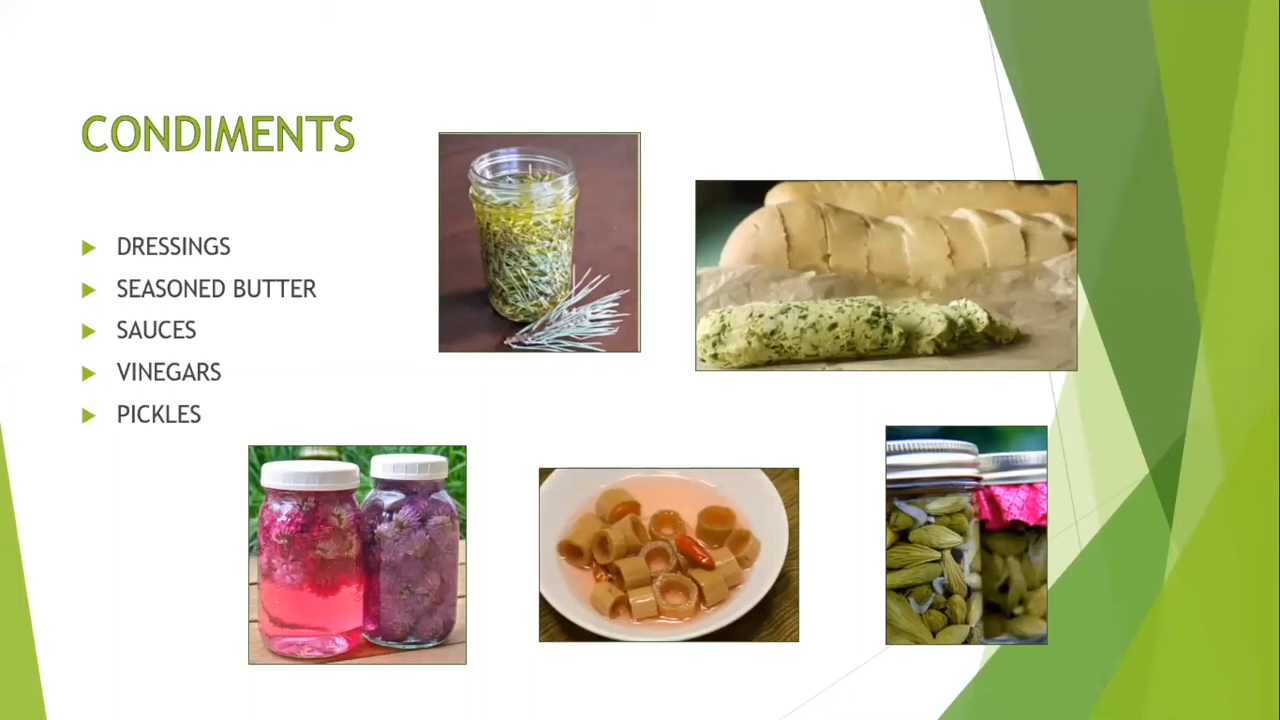 CONDIMENTS
DRESSINGS
SEASONED BUTTER
SAUCES
VINEGARS
PICKLES